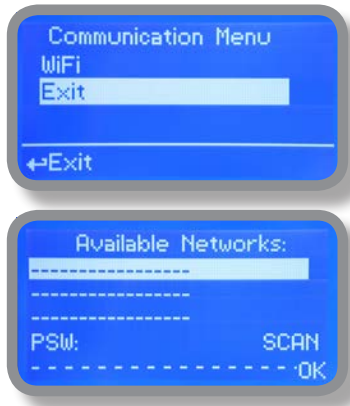 Communication Menu
WiFi
Exit
↩Exit
Available Networks:
-----------------
-----------------
-----------------
PSW: SCAN
- - - - - - - - - - - - - - - - -OK